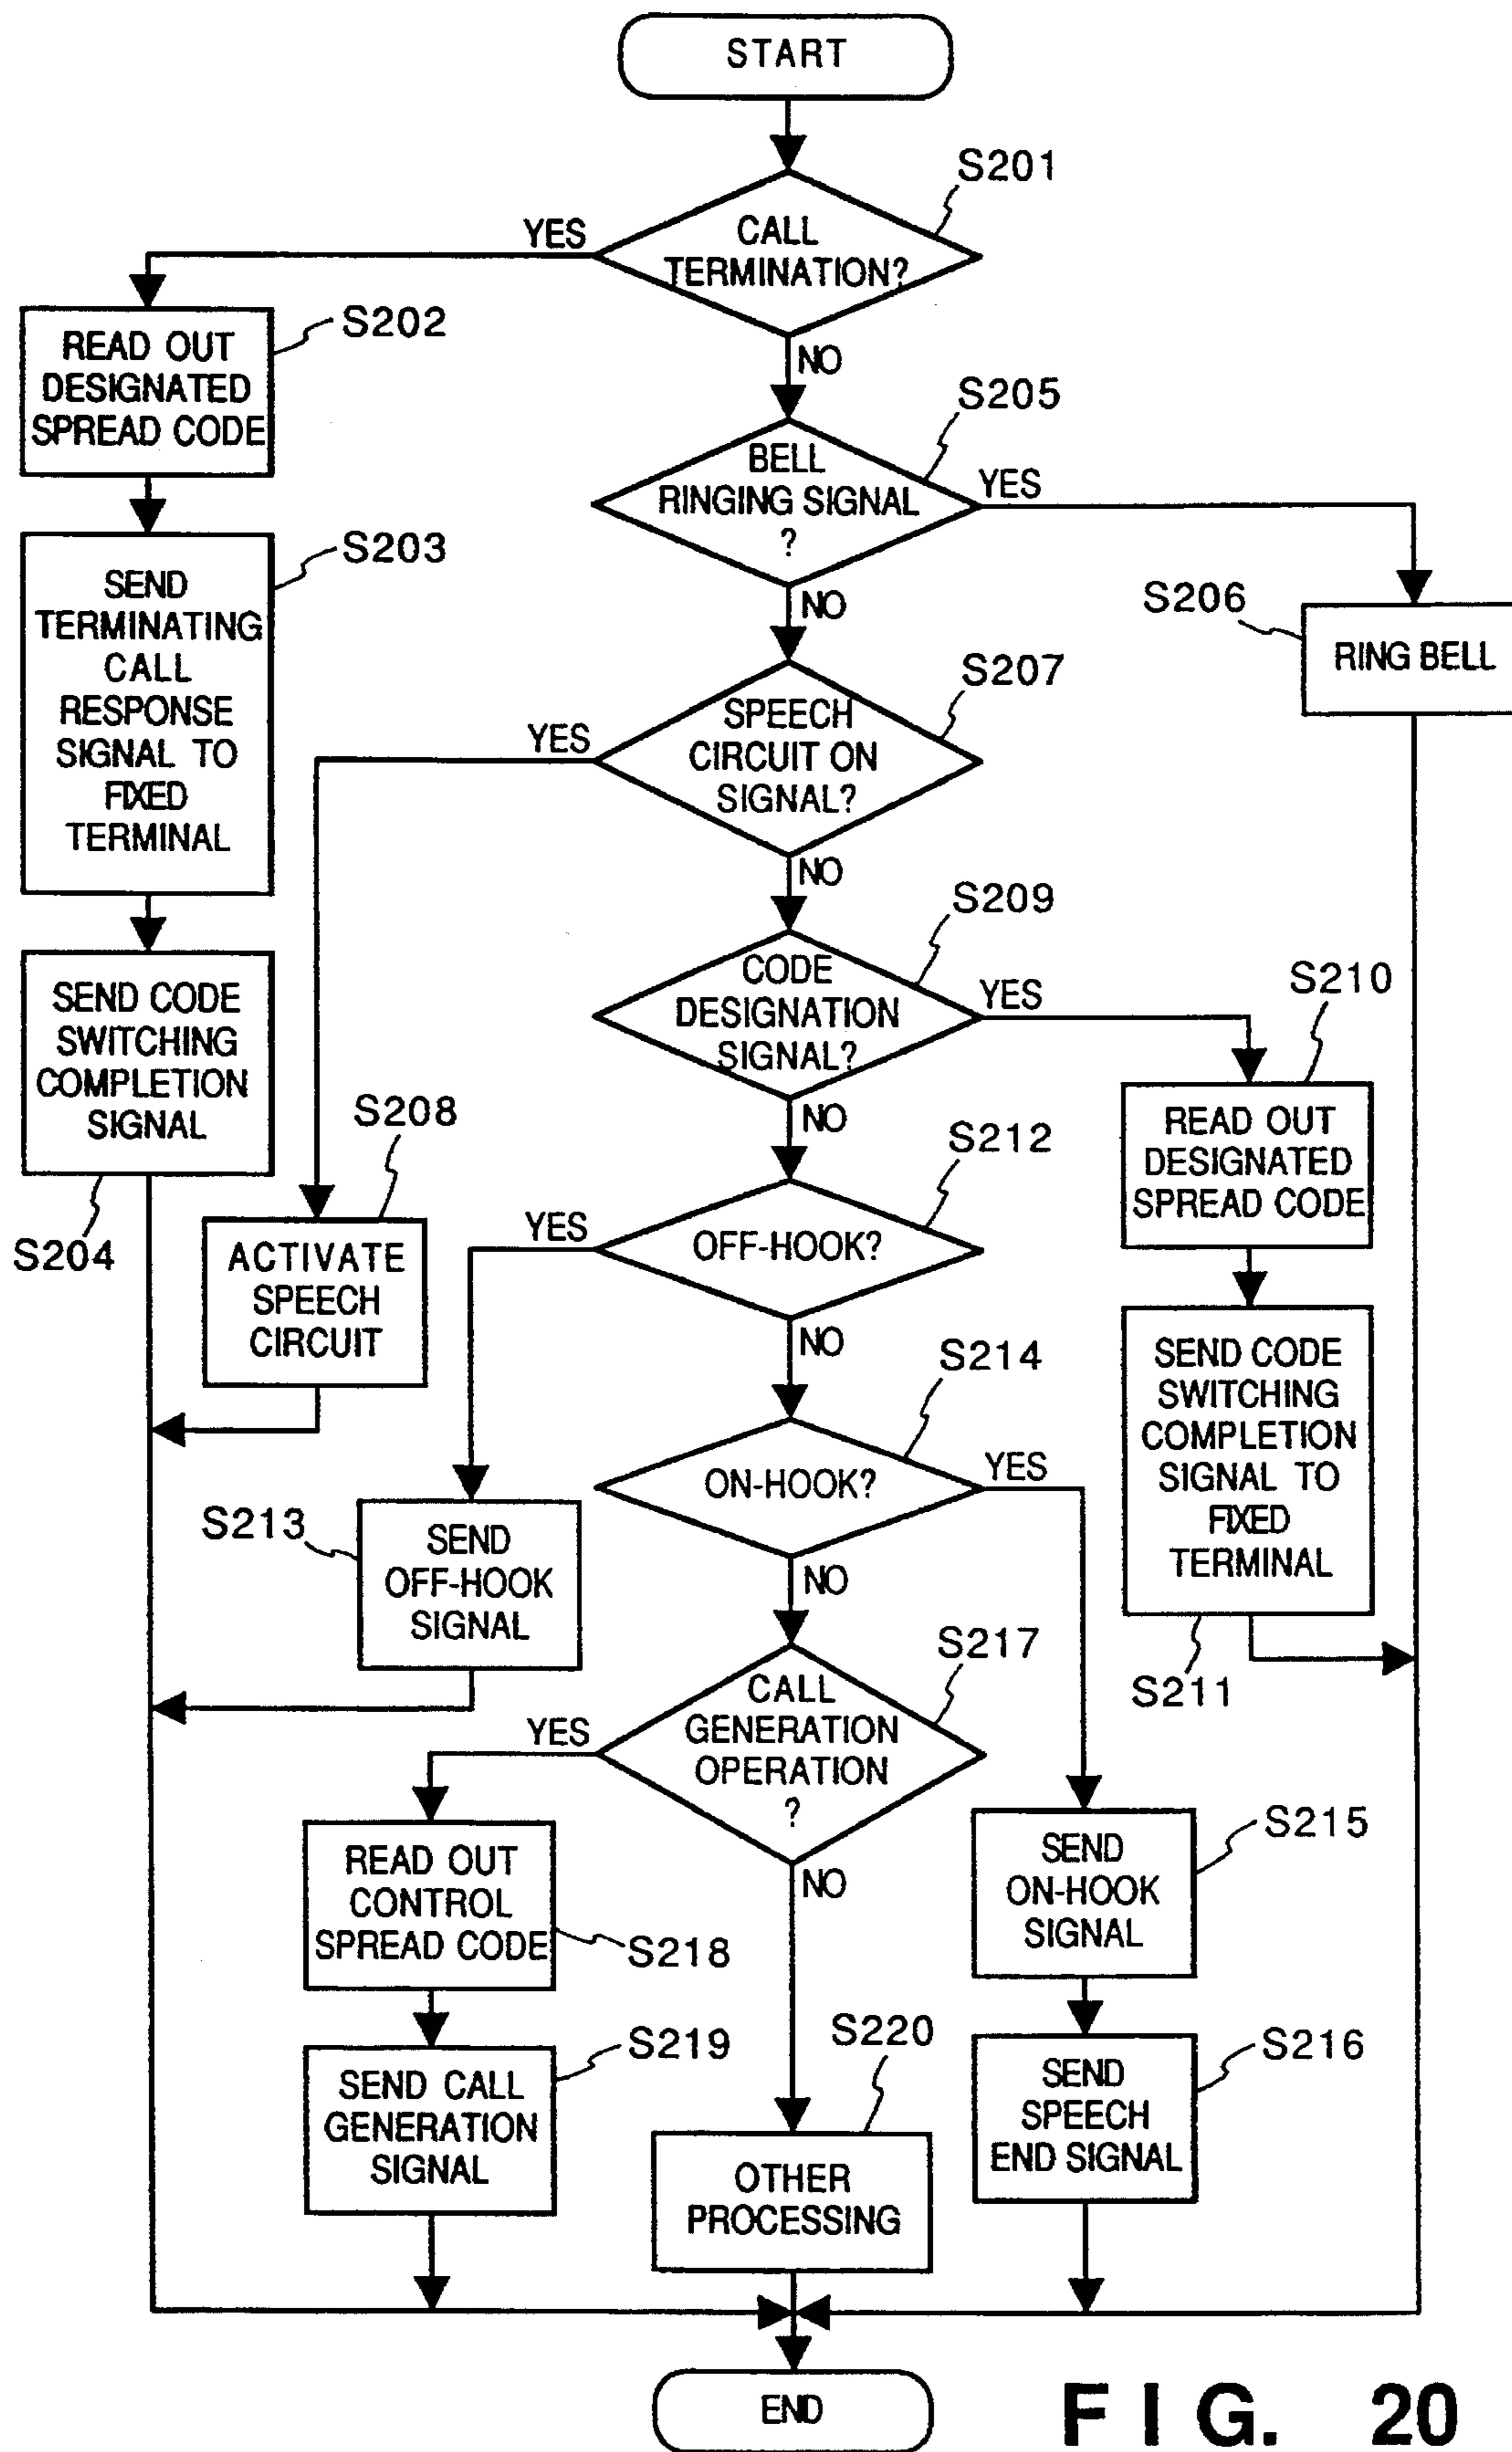 START
S201
CALL
TERMINATION?
YES
NO
S202
READ OUT
DESIGNATED
SPREAD CODE
S203
SEND
TERMINATING
CALL
RESPONSE
SIGNAL TO
FIXED
TERMINAL
SEND CODE
SWITCHING
COMPLETION
SIGNAL
S204
S205
BELL
RINGING SIGNAL
?
YES
NO
S206
RING BELL
S207
SPEECH
CIRCUIT ON
SIGNAL?
YES
NO
S208
ACTIVATE
SPEECH
CIRCUIT
S209
CODE
DESIGNATION
SIGNAL?
YES
NO
S210
READ OUT
DESIGNATED
SPREAD CODE
SEND CODE
SWITCHING
COMPLETION
SIGNAL TO
FIXED
TERMINAL
S211
S212
OFF-HOOK?
YES
NO
S213
SEND
OFF-HOOK
SIGNAL
S214
ON-HOOK?
YES
NO
S215
SEND
ON-HOOK
SIGNAL
S216
SEND
SPEECH
END SIGNAL
S217
CALL
GENERATION
OPERATION
?
YES
NO
READ OUT
CONTROL
SPREAD CODE
S218
S219
SEND CALL
GENERATION
SIGNAL
S220
OTHER
PROCESSING
END
FIG. 20